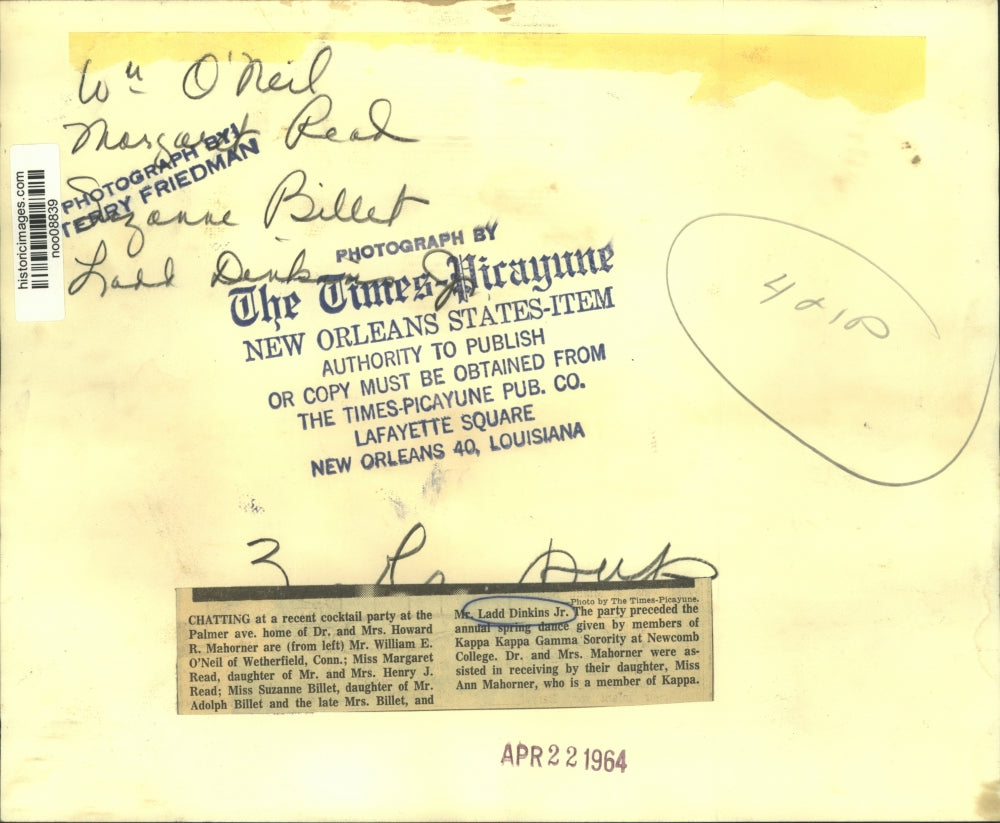 Wm O'Neil
Margaret Read
PHOTOGRAPH BY
TERRY FRIEDMAN
Suzanne Billet
Ladd Dinkins Jr
historicimages.com
noo08839
PHOTOGRAPH BY
The Times-Picayune
NEW ORLEANS STATES-ITEM
AUTHORITY TO PUBLISH
OR COPY MUST BE OBTAINED FROM
THE TIMES-PICAYUNE PUB. CO.
LAFAYETTE SQUARE
NEW ORLEANS 40, LOUISIANA
3
Photo by The Times-Picayune.
CHATTING at a recent cocktail party at the
Palmer ave. home of Dr. and Mrs. Howard
R. Mahorner are (from left) Mr. William E.
O'Neil of Wetherfield, Conn.; Miss Margaret
Read, daughter of Mr. and Mrs. Henry J.
Read; Miss Suzanne Billet, daughter of Mr.
Adolph Billet and the late Mrs. Billet, and
Mr. Ladd Dinkins Jr. The party preceded the
annual spring dance given by members of
Kappa Kappa Gamma Sorority at Newcomb
College. Dr. and Mrs. Mahorner were as-
sisted in receiving by their daughter, Miss
Ann Mahorner, who is a member of Kappa.
APR 22 1964